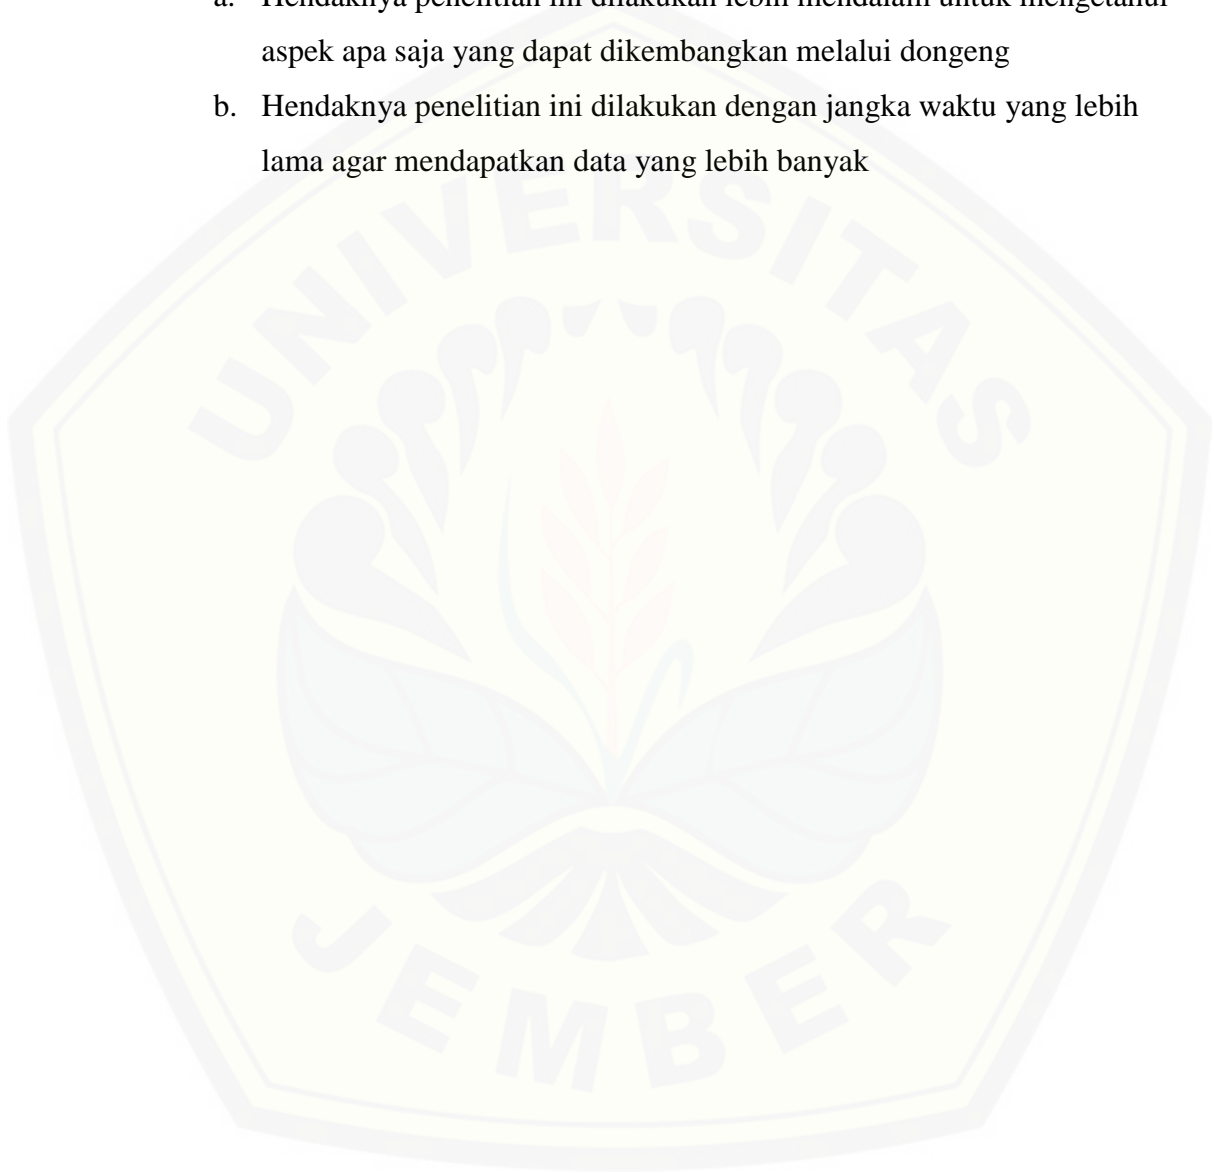 a. Hendaknya penelitian ini dilakukan lebih mendalam untuk mengetahui
aspek apa saja yang dapat dikembangkan melalui dongeng
b. Hendaknya penelitian ini dilakukan dengan jangka waktu yang lebih
lama agar mendapatkan data yang lebih banyak
UNIVERSITAS
JEMBER